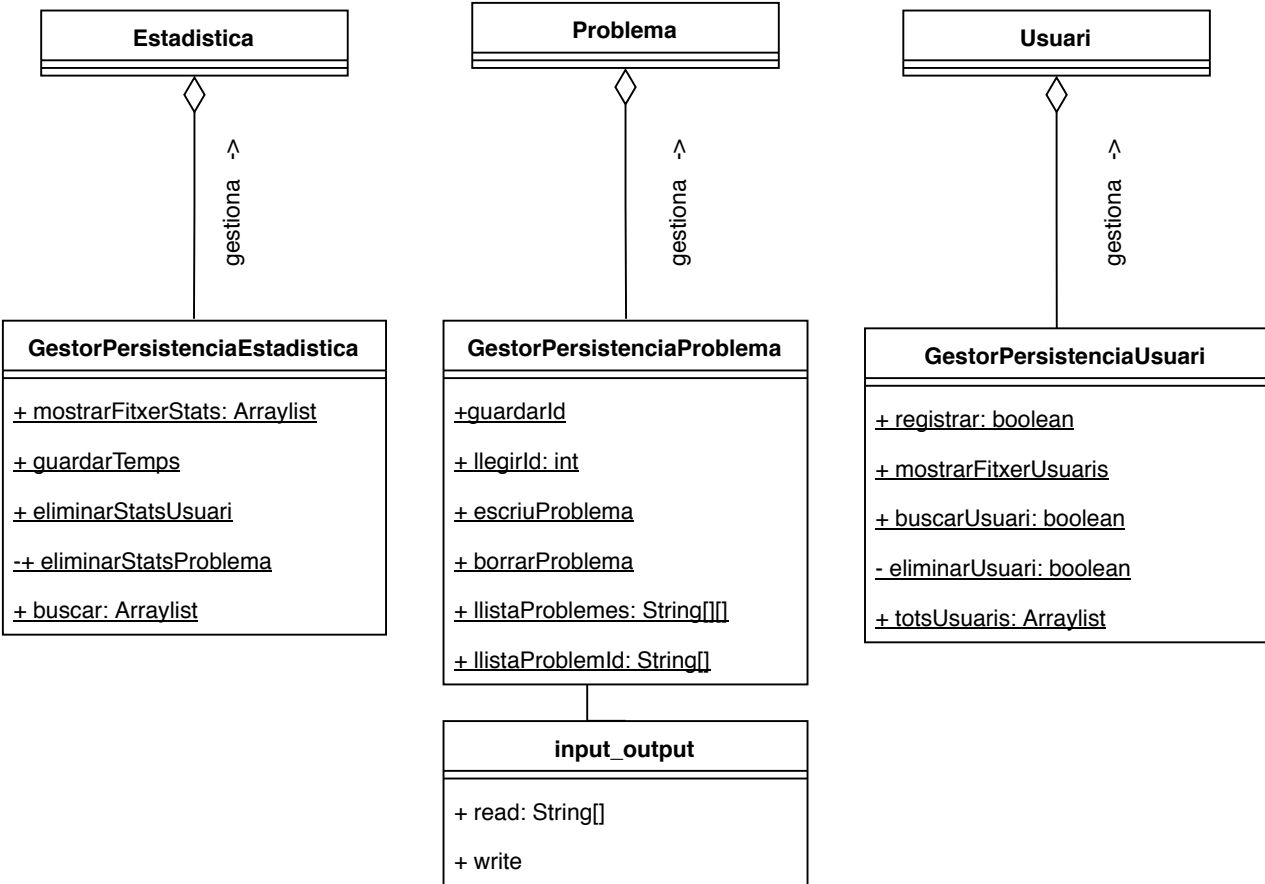 Estadistica
Problema
Usuari
gestiona ->
gestiona ->
gestiona ->
GestorPersistenciaEstadistica
+ mostrarFitxerStats: Arraylist
+ guardarTemps
+ eliminarStatsUsuari
-+ eliminarStatsProblema
+ buscar: Arraylist
GestorPersistenciaProblema
+guardarId
+ llegirId: int
+ escriuProblema
+ borrarProblema
+ llistaProblemes: String[][]
+ llistaProblemId: String[]
GestorPersistenciaUsuari
+ registrar: boolean
+ mostrarFitxerUsuaris
+ buscarUsuari: boolean
- eliminarUsuari: boolean
+ totsUsuaris: Arraylist
input_output
+ read: String[]
+ write